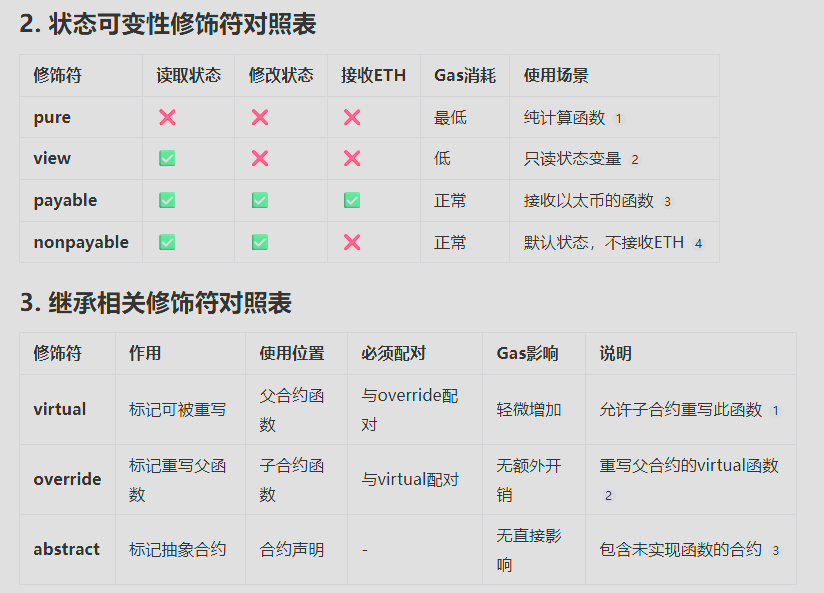 2. 状态可变性修饰符对照表
修饰符 读取状态 修改状态 接收ETH Gas消耗 使用场景
pure ❌ ❌ ❌ 最低 纯计算函数 1
view ✅ ❌ ❌ 低 只读状态变量 2
payable ✅ ✅ ✅ 正常 接收以太币的函数 3
nonpayable ✅ ✅ ❌ 正常 默认状态，不接收ETH 4
3. 继承相关修饰符对照表
修饰符 作用 使用位置 必须配对 Gas影响 说明
virtual 标记可被重写 父合约函数 与override配对 轻微增加 允许子合约重写此函数 1
override 标记重写父函数 子合约函数 与virtual配对 无额外开销 重写父合约的virtual函数 2
abstract 标记抽象合约 合约声明 - 无直接影响 包含未实现函数的合约 3